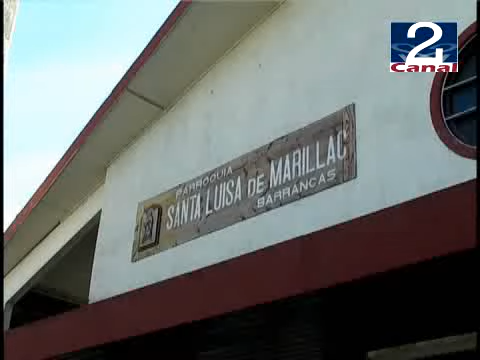 2
Canal
PARROQUIA
SANTA LUISA DE MARILLAC
BARRANCAS